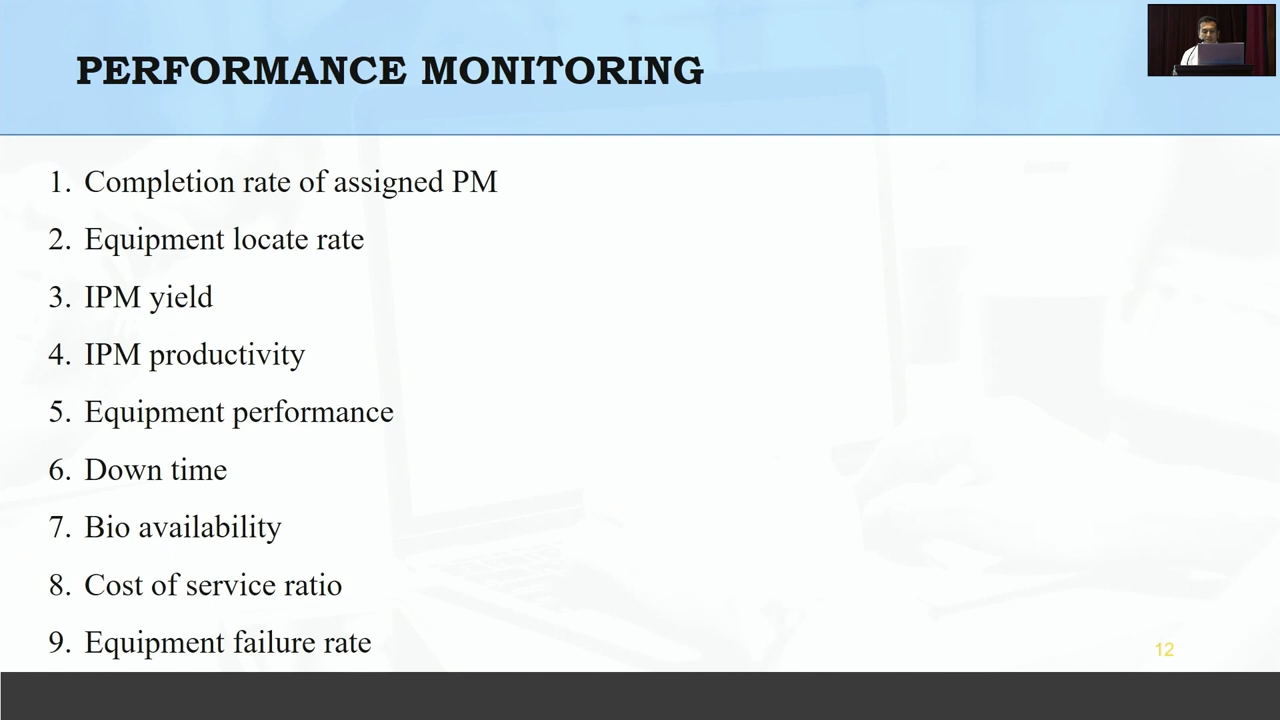 PERFORMANCE MONITORING
1. Completion rate of assigned PM
2. Equipment locate rate
3. IPM yield
4. IPM productivity
5. Equipment performance
6. Down time
7. Bio availability
8. Cost of service ratio
9. Equipment failure rate
12